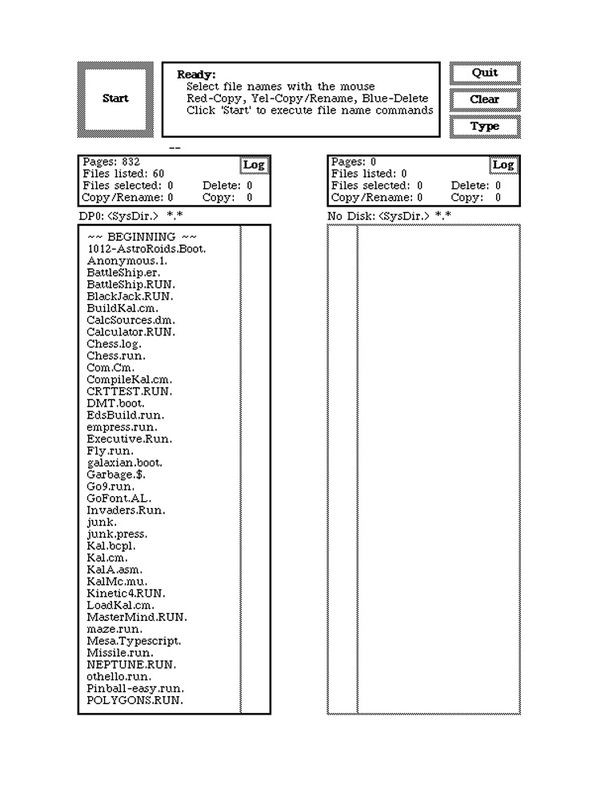 Start
Ready:
Select file names with the mouse
Red-Copy, Yel-Copy/Rename, Blue-Delete
Click 'Start' to execute file name commands
Quit
Clear
Type
--
Pages: 832
Log
Files listed: 60
Files selected: 0 Delete: 0
Copy/Rename: 0 Copy: 0
DP0: <SysDir.> *.*
~~ BEGINNING ~~
1012-AstroRoids.Boot.
Anonymous.1.
BattleShip.er.
BattleShip.RUN.
BlackJack.RUN.
BuildKal.cm.
CalcSources.dm.
Calculator.RUN.
Chess.log.
Chess.run.
Com.Cm.
CompileKal.cm.
CRTTEST.RUN.
DMT.boot.
EdsBuild.run.
empress.run.
Executive.Run.
Fly.run.
galaxian.boot.
Garbage.$.
Go9.run.
GoFont.AL.
Invaders.Run.
junk.
junk.press.
Kal.bcpl.
Kal.cm.
KalA.asm.
KalMc.mu.
Kinetic4.RUN.
LoadKal.cm.
MasterMind.RUN.
maze.run.
Mesa.Typescript.
Missile.run.
NEPTUNE.RUN.
othello.run.
Pinball-easy.run.
POLYGONS.RUN.
Pages: 0
Log
Files listed: 0
Files selected: 0 Delete: 0
Copy/Rename: 0 Copy: 0
No Disk: <SysDir.> *.*